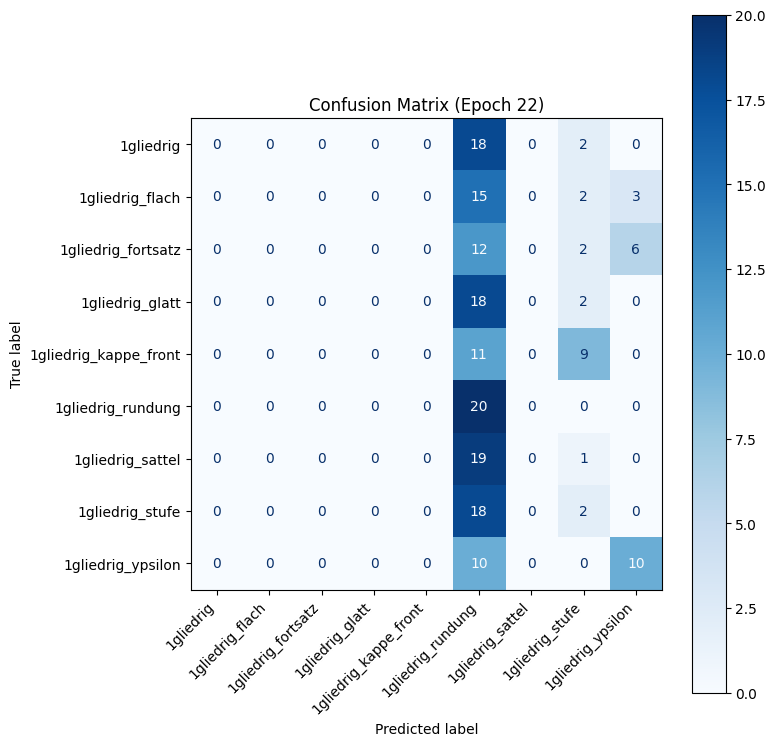 Confusion Matrix (Epoch 22)
True label
1gliedrig 0 0 0 0 0 18 0 2 0
1gliedrig_flach 0 0 0 0 0 15 0 2 3
1gliedrig_fortsatz 0 0 0 0 0 12 0 2 6
1gliedrig_glatt 0 0 0 0 0 18 0 2 0
1gliedrig_kappe_front 0 0 0 0 0 11 0 9 0
1gliedrig_rundung 0 0 0 0 0 20 0 0 0
1gliedrig_sattel 0 0 0 0 0 19 0 1 0
1gliedrig_stufe 0 0 0 0 0 18 0 2 0
1gliedrig_ypsilon 0 0 0 0 0 10 0 0 10
1gliedrig
1gliedrig_flach
1gliedrig_fortsatz
1gliedrig_glatt
1gliedrig_kappe_front
1gliedrig_rundung
1gliedrig_sattel
1gliedrig_stufe
1gliedrig_ypsilon
Predicted label
20.0
17.5
15.0
12.5
10.0
7.5
5.0
2.5
0.0